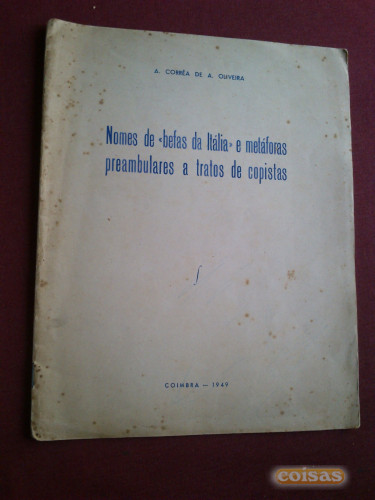 A. CORRÊA DE A. OLIVEIRA
Nomes de «befas da Itália» e metáforas
preambulares a tratos de copistas
COIMBRA — 1949
coisas